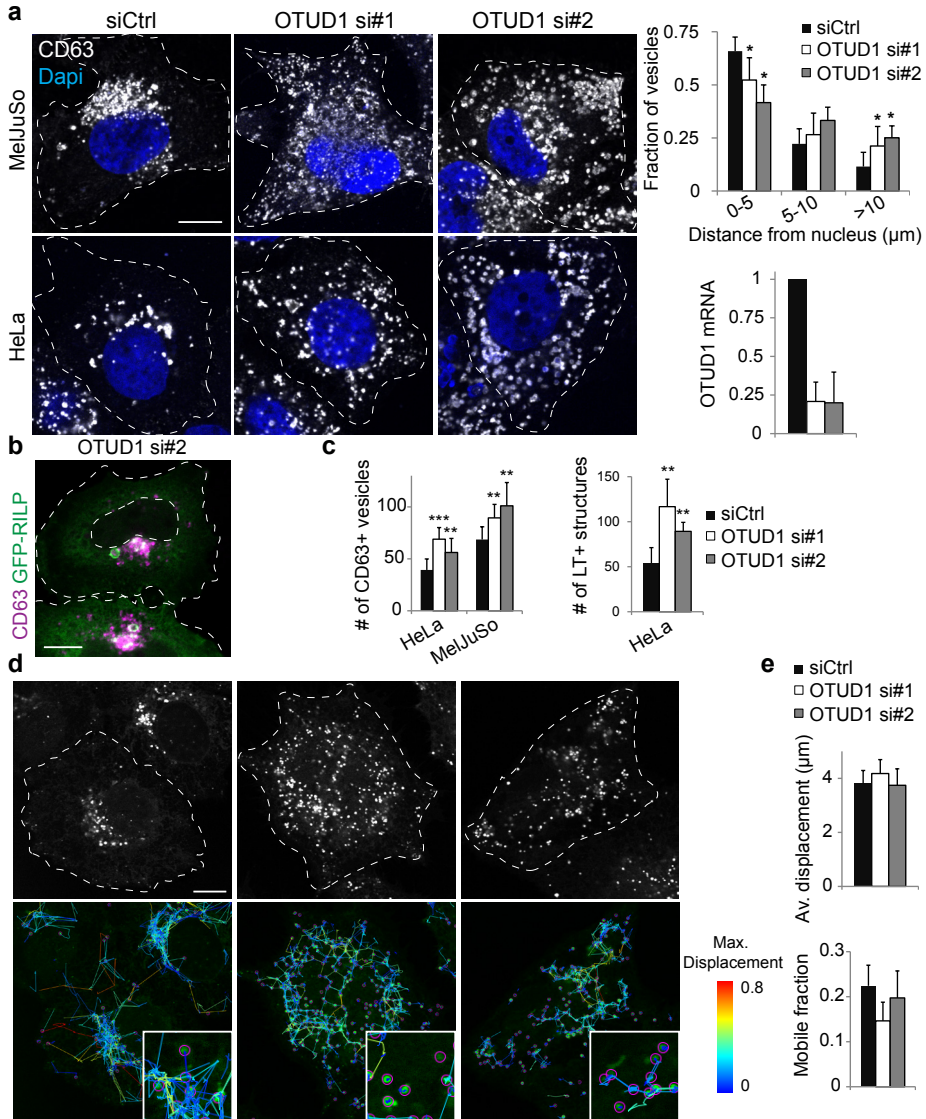 a
siCtrl
OTUD1 si#1
OTUD1 si#2
CD63
Dapi
MelJuSo
HeLa
Fraction of vesicles
0.75
0.5
0.25
0
*
*
*
*
siCtrl
OTUD1 si#1
OTUD1 si#2
0-5
5-10
>10
Distance from nucleus (µm)
OTUD1 mRNA
1
0.75
0.5
0.25
0
b
OTUD1 si#2
CD63 GFP-RILP
c
# of CD63+ vesicles
100
50
0
***
**
**
**
HeLa
MelJuSo
# of LT+ structures
150
100
50
0
**
**
HeLa
siCtrl
OTUD1 si#1
OTUD1 si#2
d
Max.
Displacement
0.8
0
e
siCtrl
OTUD1 si#1
OTUD1 si#2
Av. displacement (µm)
4
2
0
Mobile fraction
0.3
0.2
0.1
0